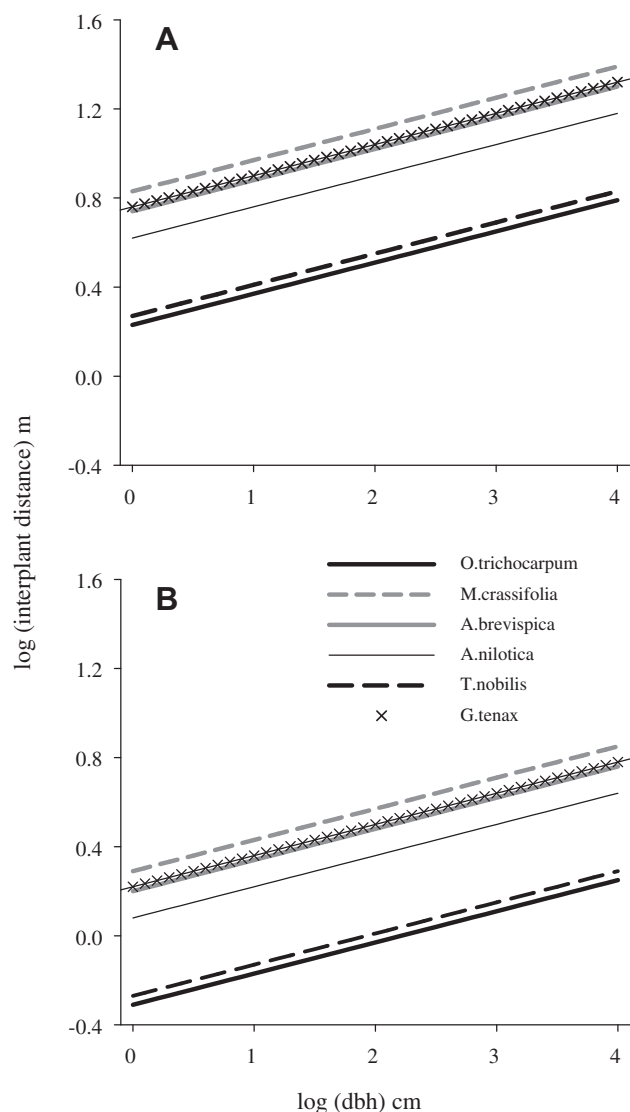 A
1.6
1.2
0.8
0.4
0.0
-0.4
0 1 2 3 4
log (interplant distance) m
B
1.6
1.2
0.8
0.4
0.0
-0.4
O.trichocarpum
M.crassifolia
A.brevispica
A.nilotica
T.nobilis
G.tenax
0 1 2 3 4
log (dbh) cm